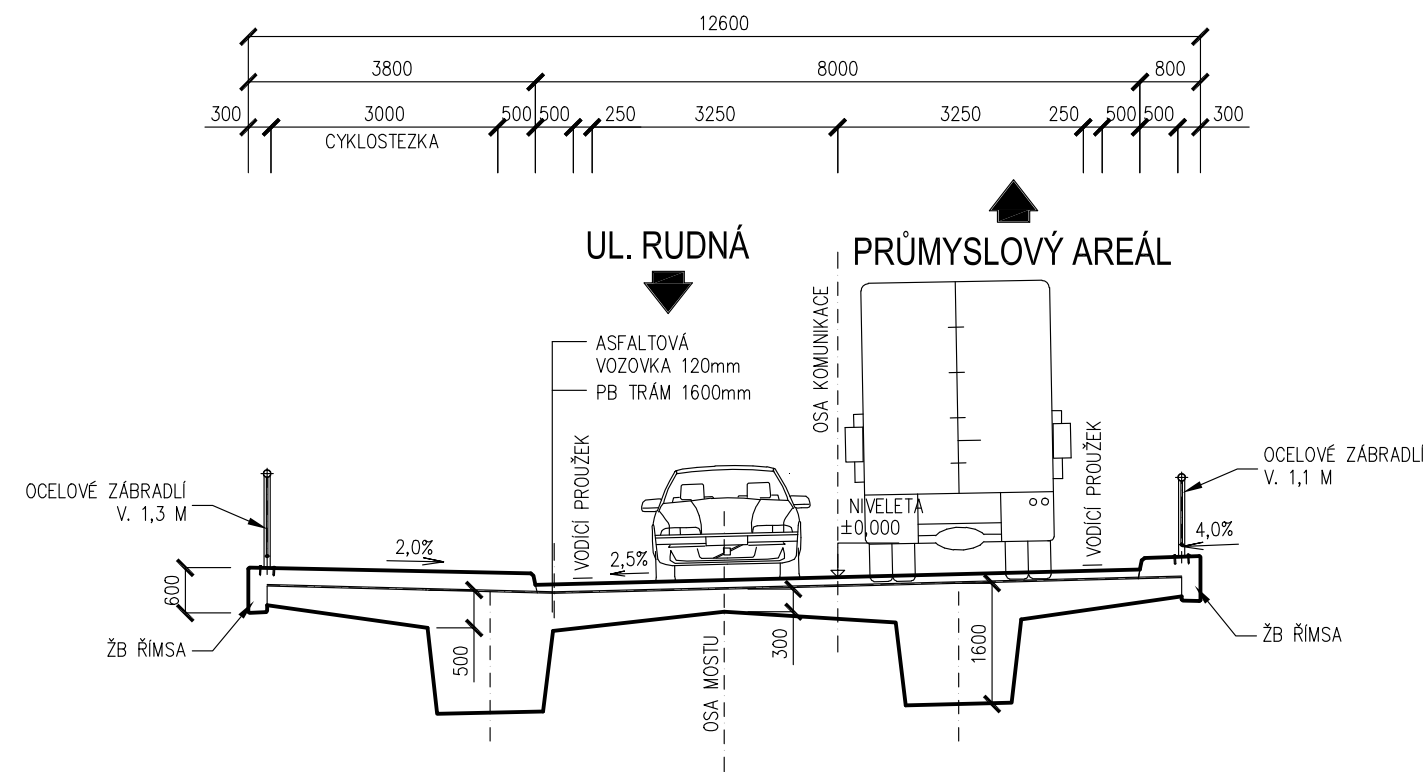 12600
3800
8000
800
300
3000
500
500
250
3250
3250
250
500
500
300
CYKLOSTEZKA
UL. RUDNÁ
PRŮMYSLOVÝ AREÁL
ASFALTOVÁ
VOZOVKA 120mm
PB TRÁM 1600mm
OSA KOMUNIKACE
VODÍCÍ PROUŽEK
VODÍCÍ PROUŽEK
OCELOVÉ ZÁBRADLÍ
V. 1,3 M
OCELOVÉ ZÁBRADLÍ
V. 1,1 M
NIVELETA
±0,000
2,0%
2,5%
4,0%
600
ŽB ŘÍMSA
500
OSA MOSTU
300
1600
ŽB ŘÍMSA